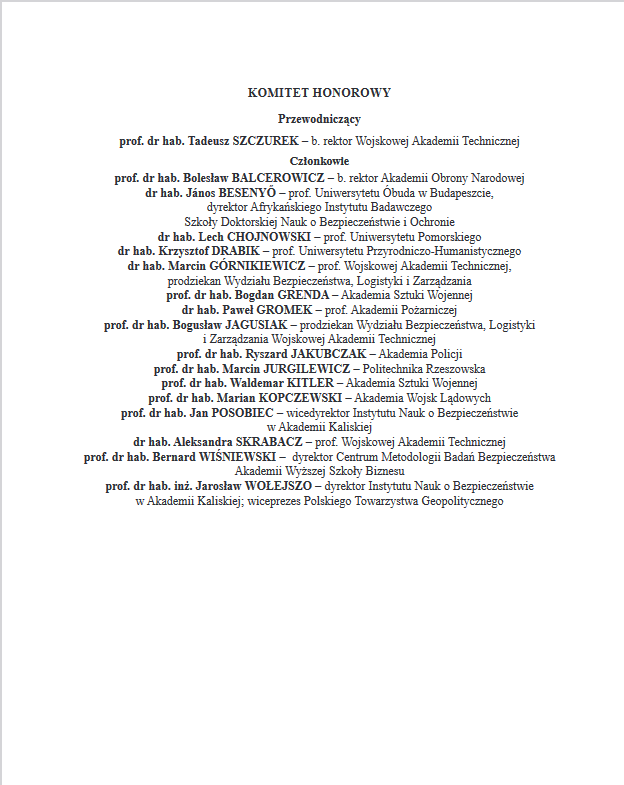 KOMITET HONOROWY
Przewodniczący
prof. dr hab. Tadeusz SZCZUREK – b. rektor Wojskowej Akademii Technicznej
Członkowie
prof. dr hab. Bolesław BALCEROWICZ – b. rektor Akademii Obrony Narodowej
dr hab. János BESENYŐ – prof. Uniwersytetu Óbuda w Budapeszcie,
dyrektor Afrykańskiego Instytutu Badawczego
Szkoły Doktorskiej Nauk o Bezpieczeństwie i Ochronie
dr hab. Lech CHOJNOWSKI – prof. Uniwersytetu Pomorskiego
dr hab. Krzysztof DRABIK – prof. Uniwersytetu Przyrodniczo-Humanistycznego
dr hab. Marcin GÓRNIKIEWICZ – prof. Wojskowej Akademii Technicznej,
prodziekan Wydziału Bezpieczeństwa, Logistyki i Zarządzania
prof. dr hab. Bogdan GRENDA – Akademia Sztuki Wojennej
dr hab. Paweł GROMEK – prof. Akademii Pożarniczej
prof. dr hab. Bogusław JAGUSIAK – prodziekan Wydziału Bezpieczeństwa, Logistyki
i Zarządzania Wojskowej Akademii Technicznej
prof. dr hab. Ryszard JAKUBCZAK – Akademia Policji
prof. dr hab. Marcin JURGILEWICZ – Politechnika Rzeszowska
prof. dr hab. Waldemar KITLER – Akademia Sztuki Wojennej
prof. dr hab. Marian KOPCZEWSKI – Akademia Wojsk Lądowych
prof. dr hab. Jan POSOBIEC – wicedyrektor Instytutu Nauk o Bezpieczeństwie
w Akademii Kaliskiej
dr hab. Aleksandra SKRABACZ – prof. Wojskowej Akademii Technicznej
prof. dr hab. Bernard WIŚNIEWSKI – dyrektor Centrum Metodologii Badań Bezpieczeństwa
Akademii Wyższej Szkoły Biznesu
prof. dr hab. inż. Jarosław WOŁEJSZO – dyrektor Instytutu Nauk o Bezpieczeństwie
w Akademii Kaliskiej; wiceprezes Polskiego Towarzystwa Geopolitycznego